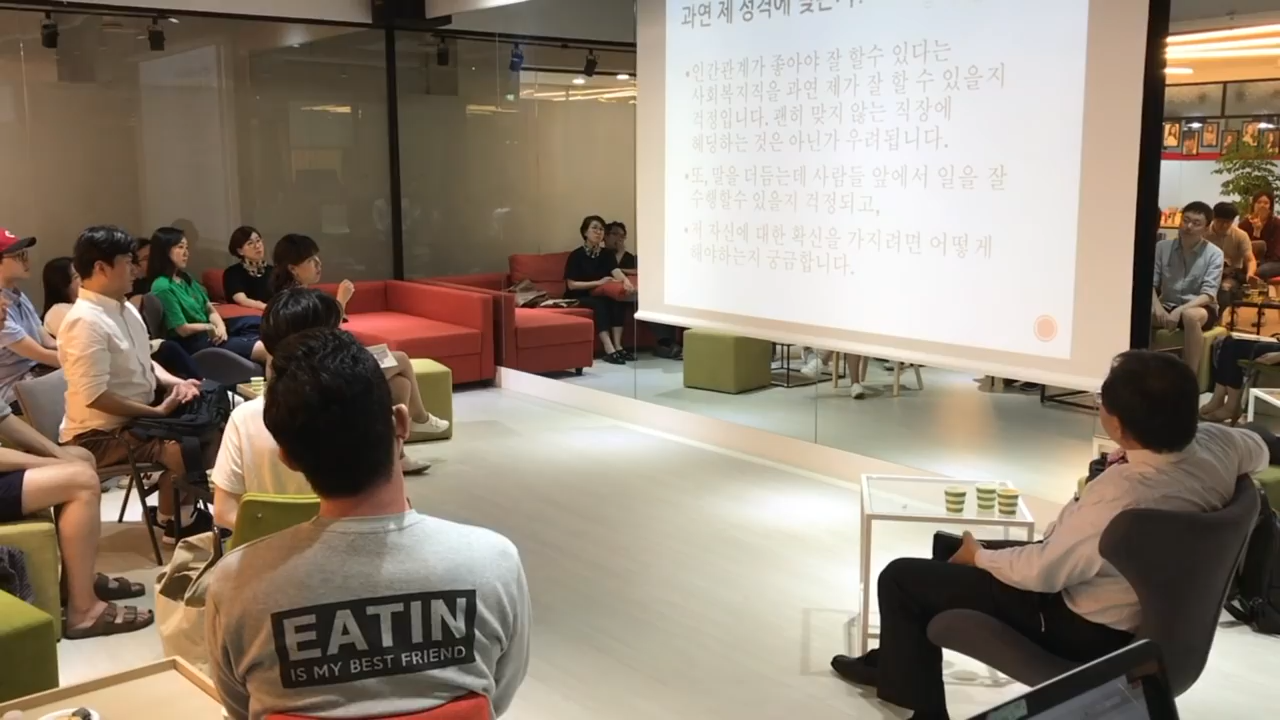 과연 제 성격에 맞는가?
•인간관계가 좋아야 잘 할수 있다는
사회복지직을 과연 제가 잘 할 수 있을지
걱정입니다. 괜히 맞지 않는 직장에
헤딩하는 것은 아닌가 우려됩니다.
•또, 말을 더듬는데 사람들 앞에서 일을 잘
수행할수 있을지 걱정되고,
•저 자신에 대한 확신을 가지려면 어떻게
해야하는지 궁금합니다.
EATIN
IS MY BEST FRIEND